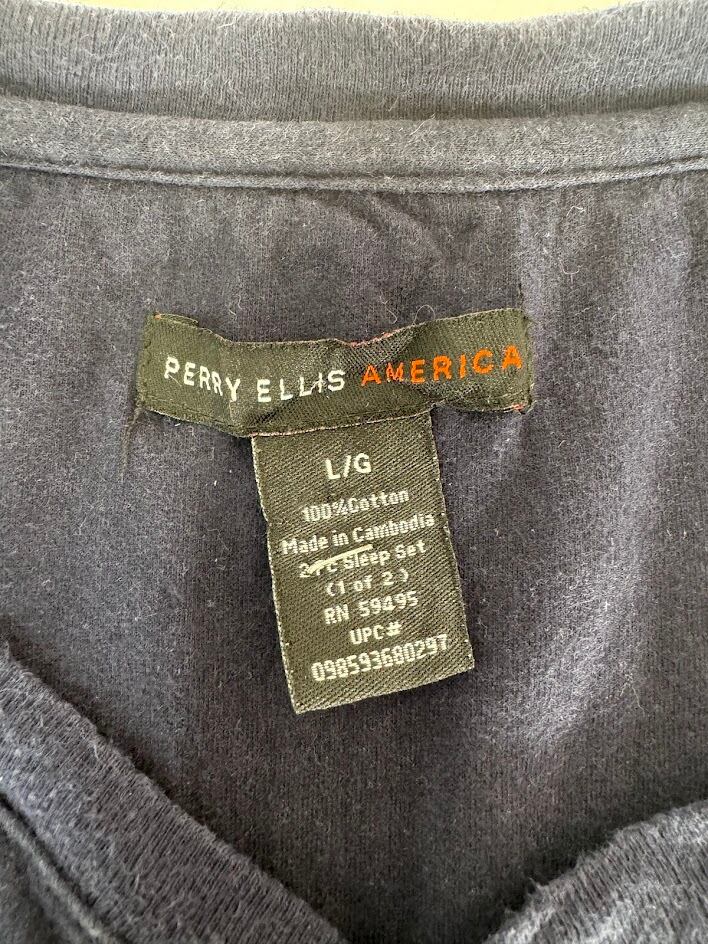 PERRY ELLIS AMERICA
L/G
100%Cotton
Made in Cambodia
2 Pc Sleep Set
(1 of 2)
RN 59495
UPC#
098593680297